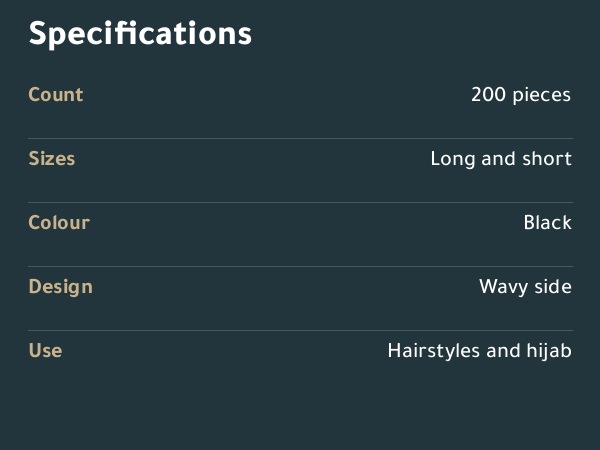 Specifications
Count 200 pieces
Sizes Long and short
Colour Black
Design Wavy side
Use Hairstyles and hijab